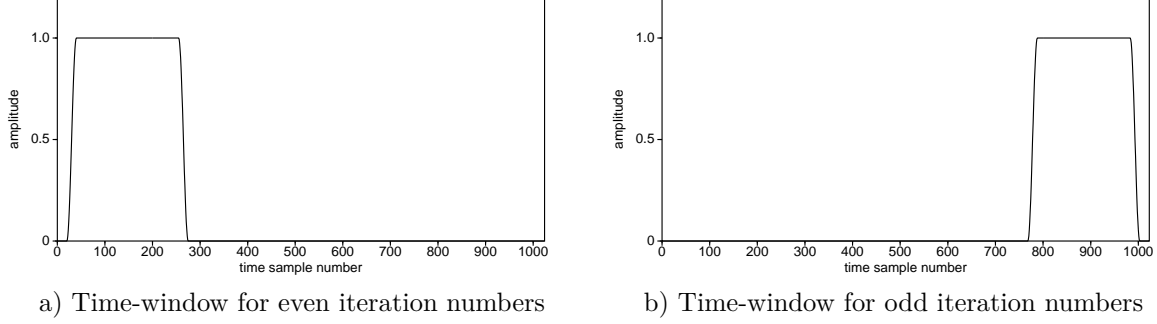 1.0
0.5
0
amplitude
0 100 200 300 400 500 600 700 800 900 1000
time sample number
a) Time-window for even iteration numbers
1.0
0.5
0
amplitude
0 100 200 300 400 500 600 700 800 900 1000
time sample number
b) Time-window for odd iteration numbers